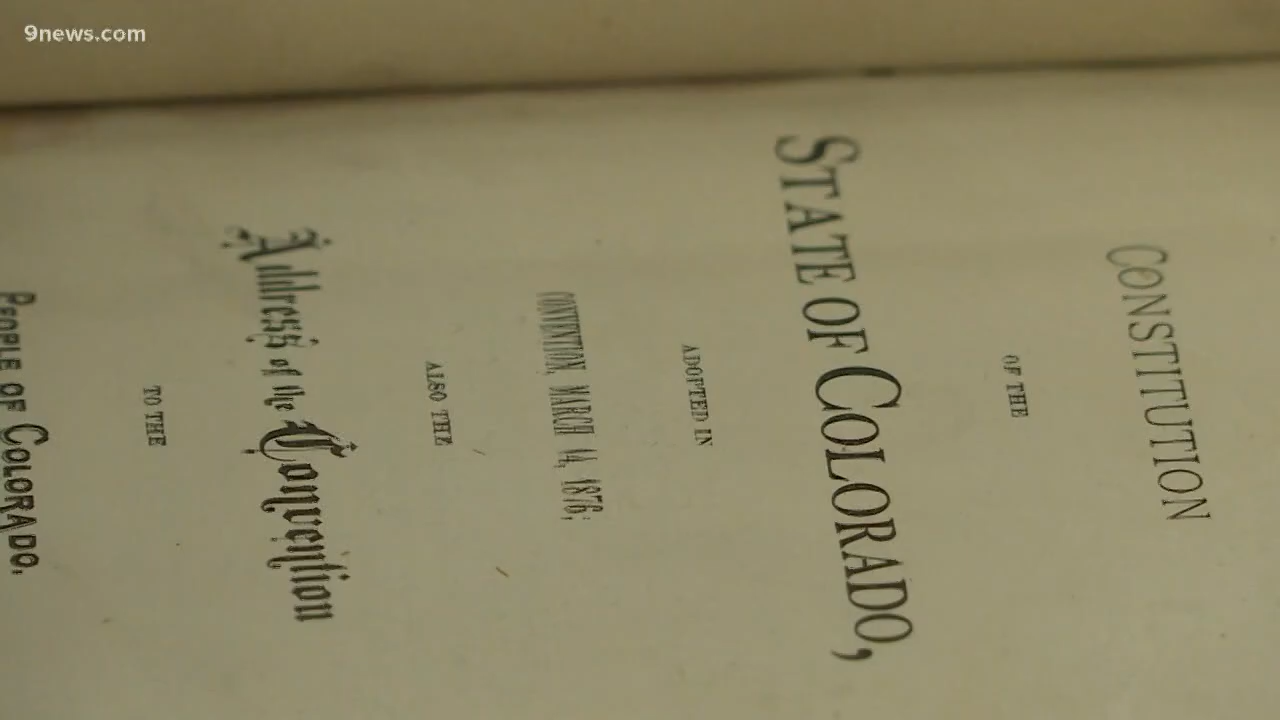 9news.com
CONSTITUTION
OF THE
STATE OF COLORADO,
ADOPTED IN
CONVENTION, MARCH 14, 1876;
ALSO THE
Address of the Convention
TO THE
PEOPLE OF COLORADO.